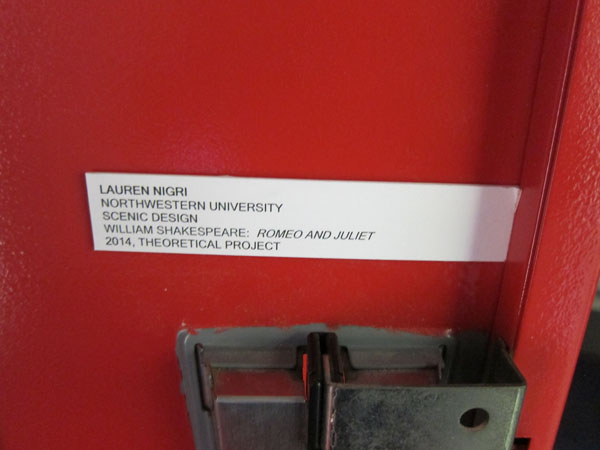 LAUREN NIGRI
NORTHWESTERN UNIVERSITY
SCENIC DESIGN
WILLIAM SHAKESPEARE: ROMEO AND JULIET
2014, THEORETICAL PROJECT